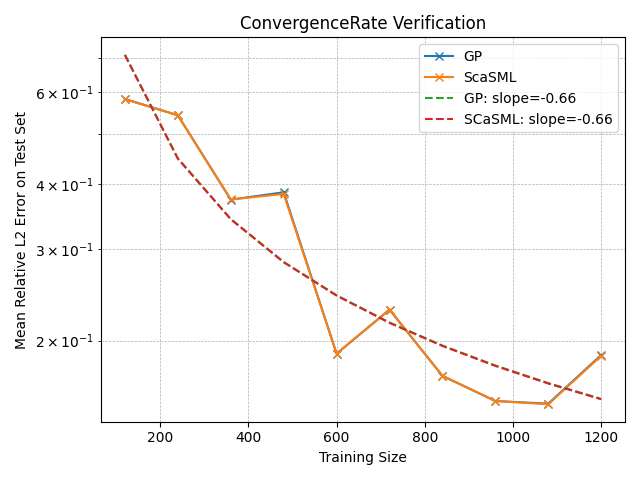 ConvergenceRate Verification
GP
ScaSML
GP: slope=-0.66
SCaSML: slope=-0.66
Mean Relative L2 Error on Test Set
6 × 10⁻¹
4 × 10⁻¹
3 × 10⁻¹
2 × 10⁻¹
200 400 600 800 1000 1200
Training Size